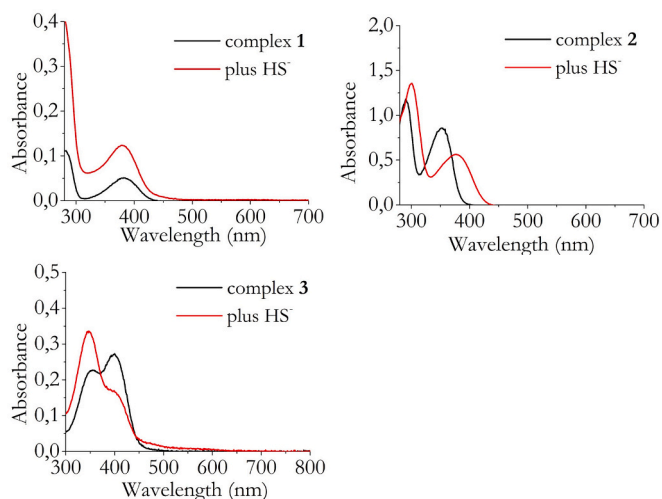 0,4
0,3
0,2
0,1
0,0
Absorbance
300 400 500 600 700
Wavelength (nm)
complex 1
plus HS⁻
2,0
1,5
1,0
0,5
0,0
Absorbance
300 400 500 600 700
Wavelength (nm)
complex 2
plus HS⁻
0,5
0,4
0,3
0,2
0,1
0,0
Absorbance
300 400 500 600 700 800
Wavelength (nm)
complex 3
plus HS⁻